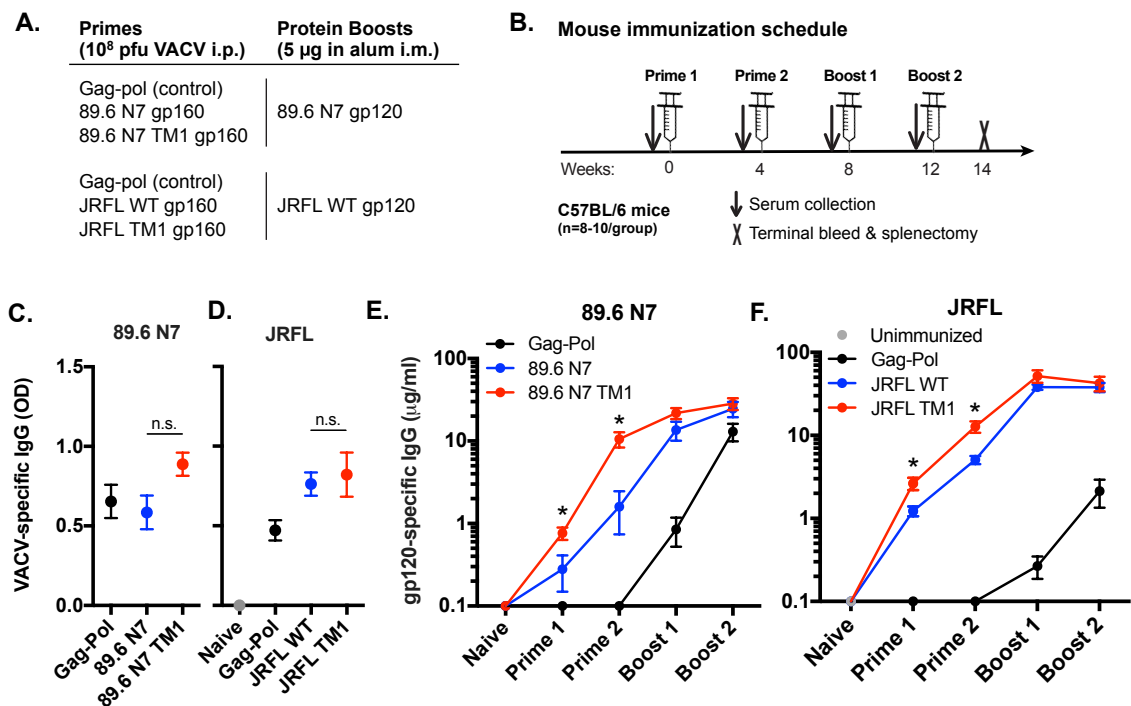 A.
Primes
(10⁸ pfu VACV i.p.)
Protein Boosts
(5 µg in alum i.m.)
Gag-pol (control)
89.6 N7 gp160
89.6 N7 TM1 gp160
89.6 N7 gp120
Gag-pol (control)
JRFL WT gp160
JRFL TM1 gp160
JRFL WT gp120
B. Mouse immunization schedule
Prime 1 Prime 2 Boost 1 Boost 2
Weeks: 0 4 8 12 14
C57BL/6 mice
(n=8-10/group)
Serum collection
Terminal bleed & splenectomy
C.
89.6 N7
VACV-specific IgG (OD)
1.5
1.0
0.5
0.0
n.s.
Gag-Pol
89.6 N7
89.6 N7 TM1
D.
JRFL
n.s.
Naive
Gag-Pol
JRFL WT
JRFL TM1
E.
89.6 N7
Gag-Pol
89.6 N7
89.6 N7 TM1
gp120-specific IgG (µg/ml)
100
10
1
0.1
*
*
Naive
Prime 1
Prime 2
Boost 1
Boost 2
F.
JRFL
Unimmunized
Gag-Pol
JRFL WT
JRFL TM1
100
10
1
0.1
*
*
Naive
Prime 1
Prime 2
Boost 1
Boost 2